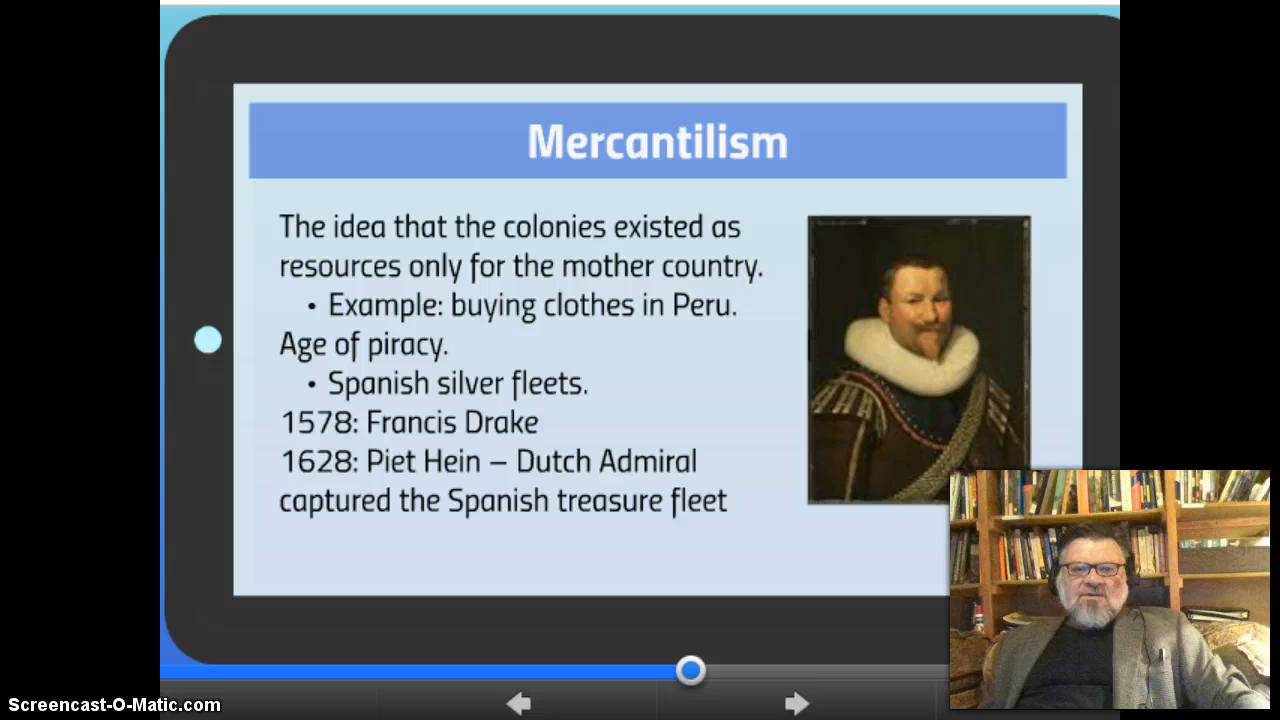 Mercantilism
The idea that the colonies existed as
resources only for the mother country.
• Example: buying clothes in Peru.
Age of piracy.
• Spanish silver fleets.
1578: Francis Drake
1628: Piet Hein – Dutch Admiral
captured the Spanish treasure fleet
Screencast-O-Matic.com